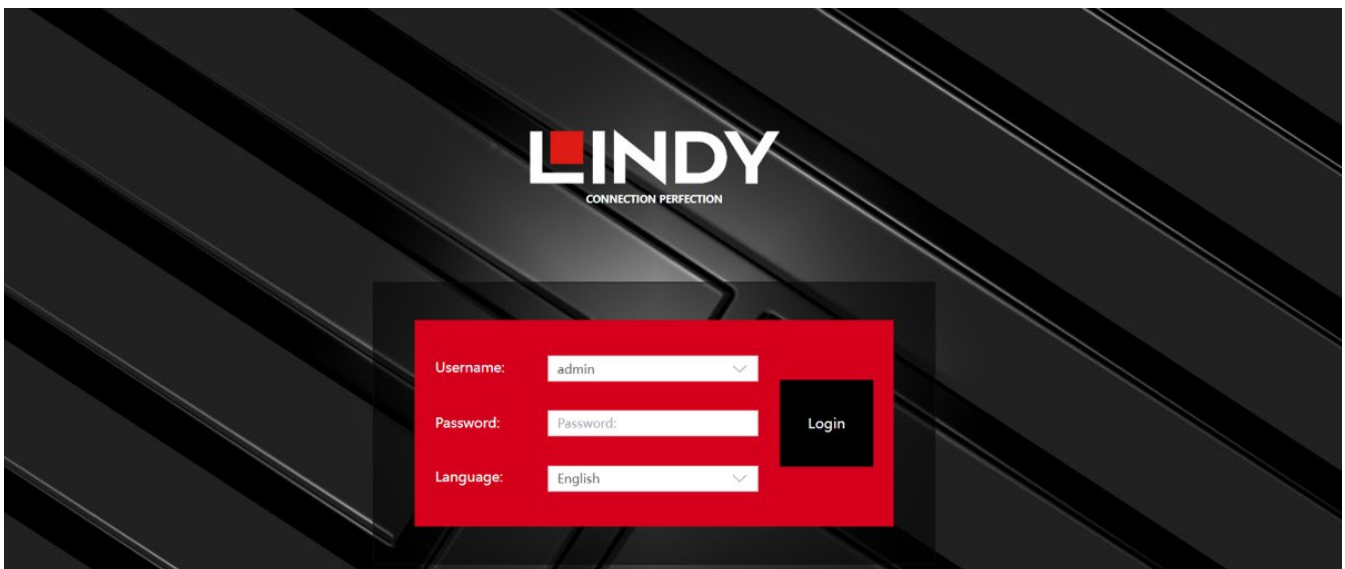 LINDY
CONNECTION PERFECTION
Username: admin
Password: Password:
Login
Language: English